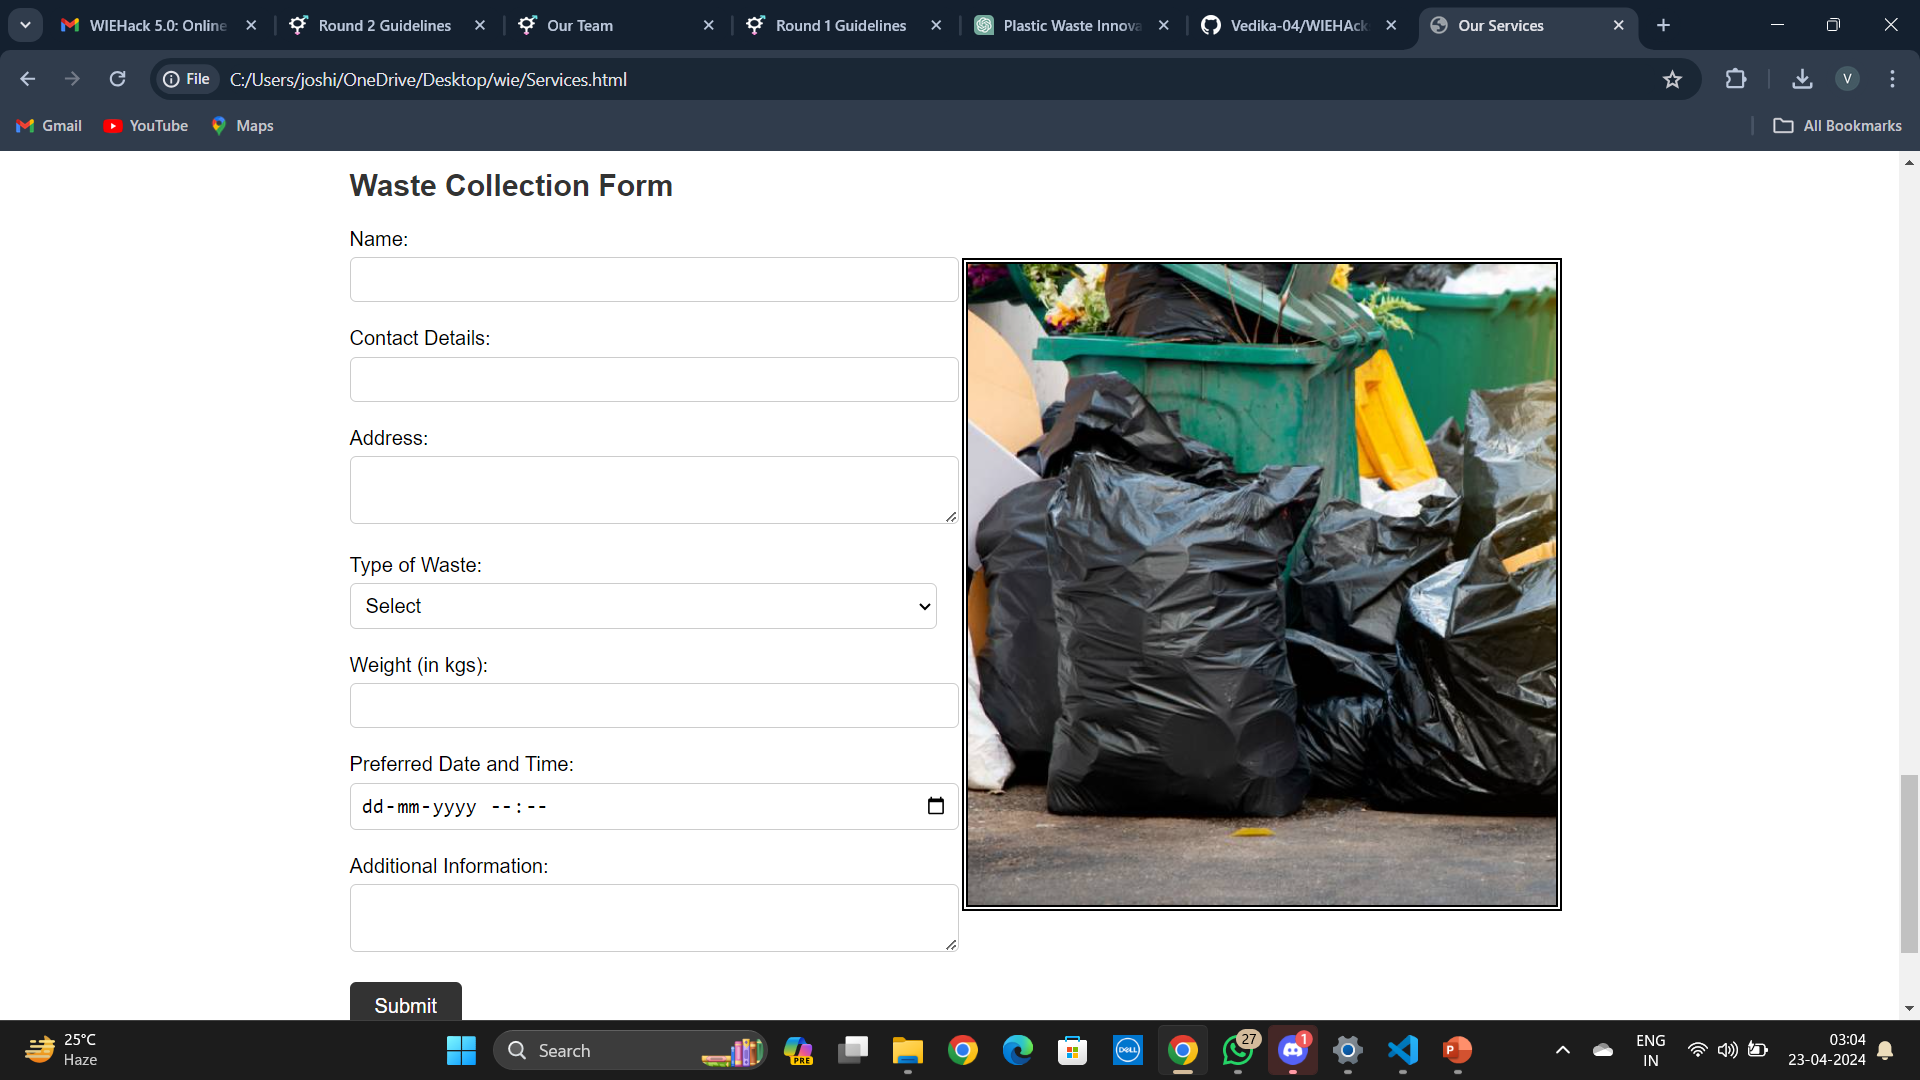 WIEHack 5.0: Online
Round 2 Guidelines
Our Team
Round 1 Guidelines
Plastic Waste Innova
Vedika-04/WIEHAck
Our Services
File
C:/Users/joshi/OneDrive/Desktop/wie/Services.html
V
Gmail
YouTube
Maps
All Bookmarks
Waste Collection Form
Name:
Contact Details:
Address:
Type of Waste:
Select
Weight (in kgs):
Preferred Date and Time:
dd-mm-yyyy --:--
Additional Information:
Submit
25°C
Haze
Search
PRE
DELL
27
1
P
ENG
IN
03:04
23-04-2024